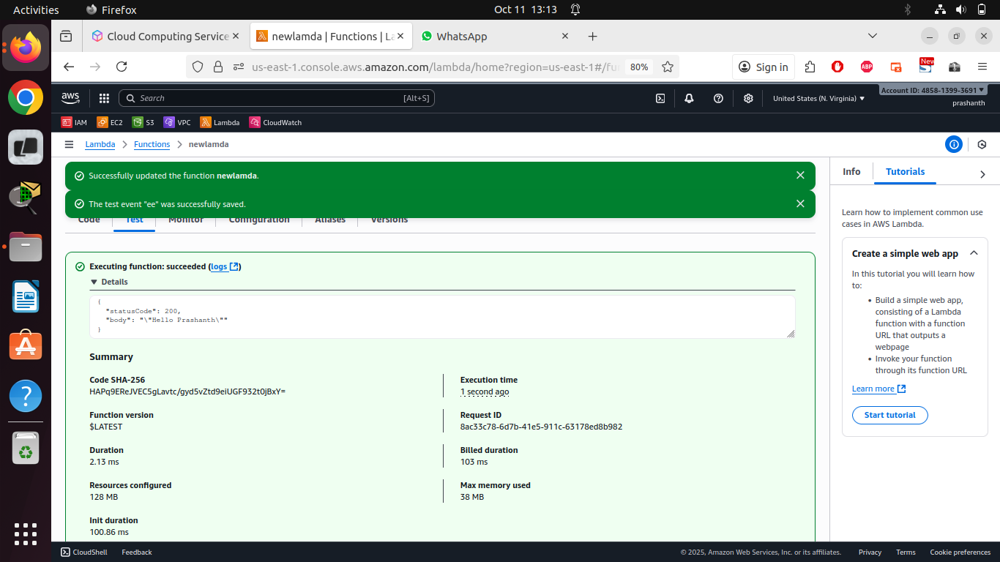 Activities
Firefox
Oct 11 13:13
Cloud Computing Service
newlamda | Functions | La
WhatsApp
us-east-1.console.aws.amazon.com/lambda/home?region=us-east-1#/fu
80%
Sign in
ABP
New
aws
Search
[Alt+S]
United States (N. Virginia)
Account ID: 4858-1399-3691
prashanth
IAM
EC2
S3
VPC
Lambda
CloudWatch
Lambda
Functions
newlamda
Successfully updated the function newlamda.
The test event "ee" was successfully saved.
Code
Test
Monitor
Configuration
Aliases
Versions
Executing function: succeeded (logs)
Details
{
"statusCode": 200,
"body": "\"Hello Prashanth\""
}
Summary
Code SHA-256
HAPq9EReJVEC5gLavtc/gyd5vZtd9eiUGF932t0jBxY=
Execution time
1 second ago
Function version
$LATEST
Request ID
8ac33c78-6d7b-41e5-911c-63178ed8b982
Duration
2.13 ms
Billed duration
103 ms
Resources configured
128 MB
Max memory used
38 MB
Init duration
100.86 ms
Info
Tutorials
Learn how to implement common use
cases in AWS Lambda.
Create a simple web app
In this tutorial you will learn how
to:
• Build a simple web app,
consisting of a Lambda
function with a function
URL that outputs a
webpage
• Invoke your function
through its function URL
Learn more
Start tutorial
CloudShell
Feedback
© 2025, Amazon Web Services, Inc. or its affiliates.
Privacy
Terms
Cookie preferences